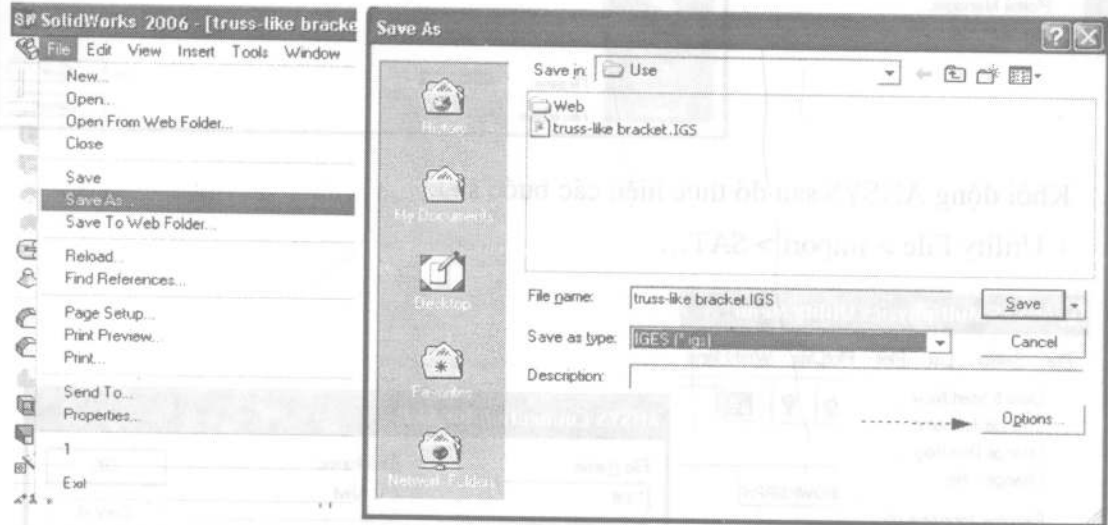 SolidWorks 2006 - [truss-like bracke
File Edit View Insert Tools Window
New...
Open...
Open From Web Folder...
Close
Save
Save As...
Save To Web Folder...
Reload...
Find References...
Page Setup...
Print Preview...
Print...
Send To...
Properties...
1
Exit
Save As
Save in: Use
History
My Documents
Desktop
Favorites
Network Folders
Web
truss-like bracket.IGS
File name: truss-like bracket.IGS
Save
Save as type: IGES (*.igs)
Cancel
Description:
Options...
Khởi động ANSYS sau đó thực hiện các bước sau
Utility File > Import > SAT...